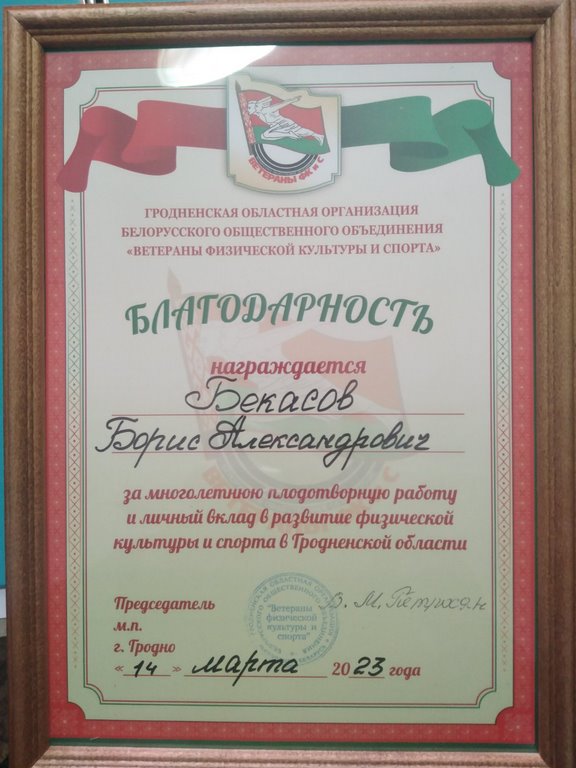 ВЕТЕРАНЫ ФК и С
ГРОДНЕНСКАЯ ОБЛАСТНАЯ ОРГАНИЗАЦИЯ
БЕЛОРУССКОГО ОБЩЕСТВЕННОГО ОБЪЕДИНЕНИЯ
«ВЕТЕРАНЫ ФИЗИЧЕСКОЙ КУЛЬТУРЫ И СПОРТА»
БЛАГОДАРНОСТЬ
награждается
Бекасов
Борис Александрович
за многолетнюю плодотворную работу
и личный вклад в развитие физической
культуры и спорта в Гродненской области
Председатель В. М. Петросян
м.п.
г. Гродно
"Ветераны
физической
культуры и
спорта"
« 14 » марта 2023 года